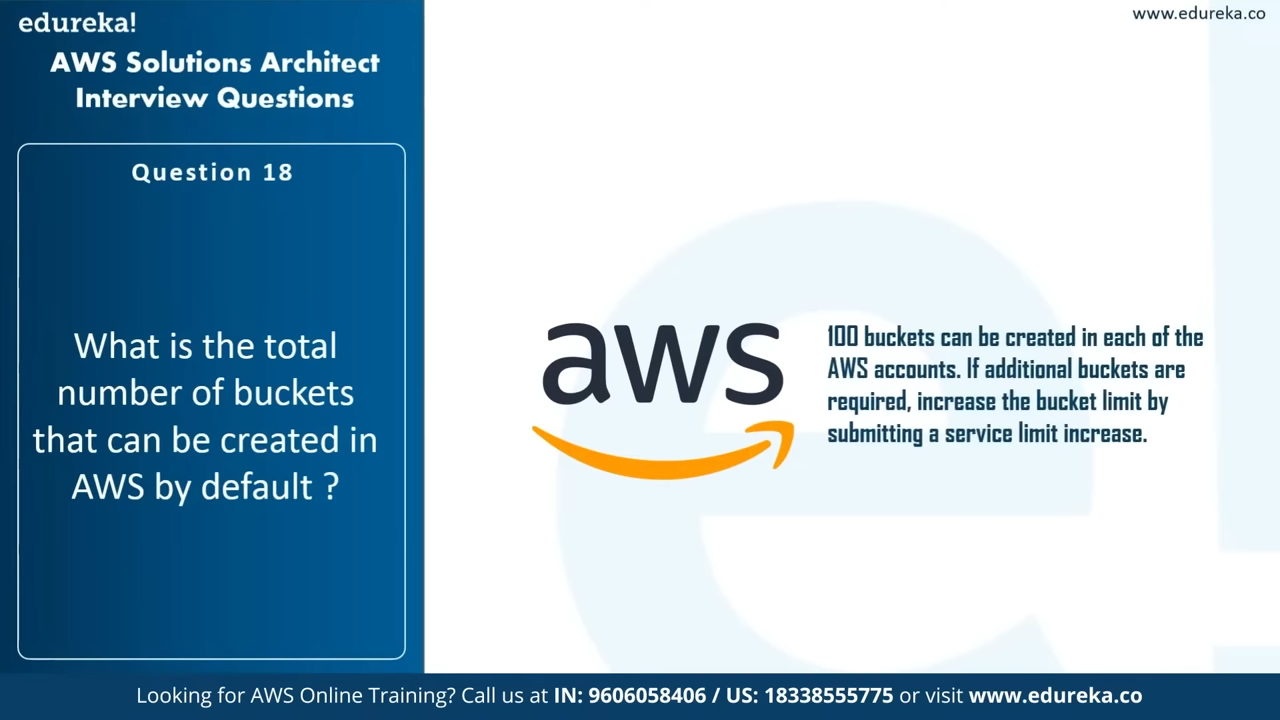 edureka!
www.edureka.co
AWS Solutions Architect
Interview Questions
Question 18
What is the total
number of buckets
that can be created in
AWS by default ?
aws
100 buckets can be created in each of the
AWS accounts. If additional buckets are
required, increase the bucket limit by
submitting a service limit increase.
Looking for AWS Online Training? Call us at IN: 9606058406 / US: 18338555775 or visit www.edureka.co